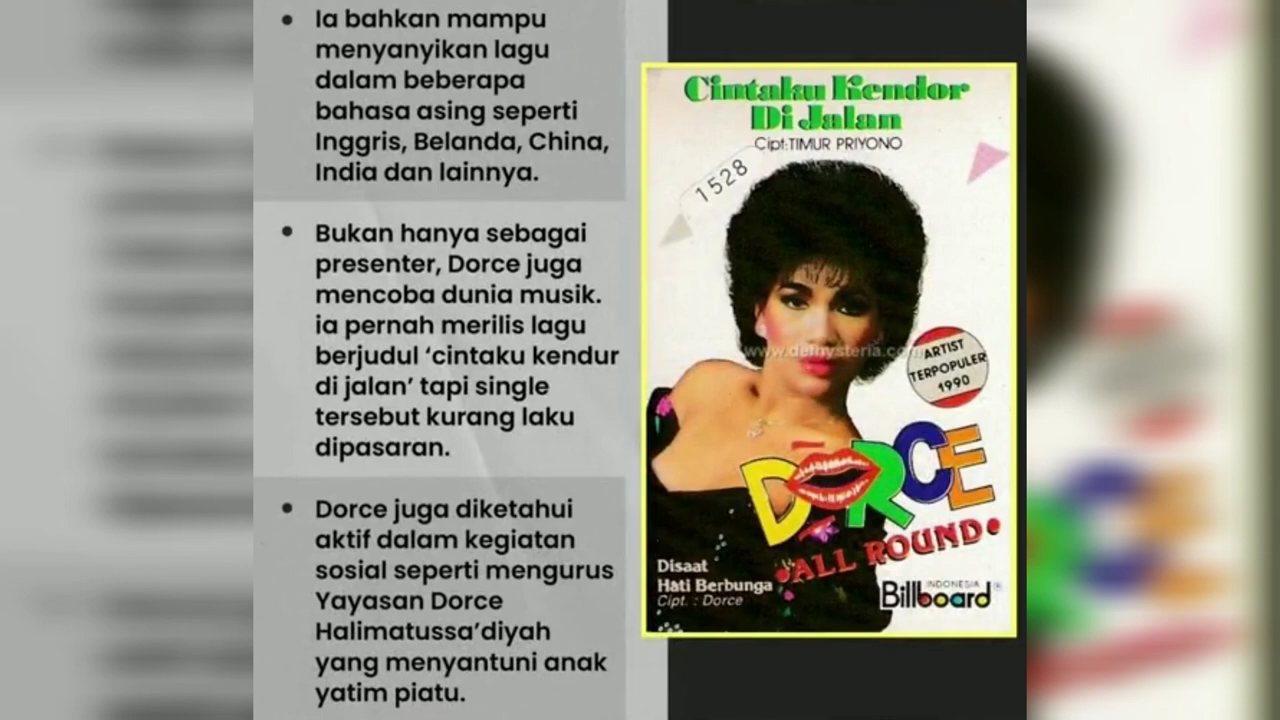 Ia bahkan mampu
menyanyikan lagu
dalam beberapa
bahasa asing seperti
Inggris, Belanda, China,
India dan lainnya.
Bukan hanya sebagai
presenter, Dorce juga
mencoba dunia musik.
ia pernah merilis lagu
berjudul ‘cintaku kendur
di jalan’ tapi single
tersebut kurang laku
dipasaran.
Dorce juga diketahui
aktif dalam kegiatan
sosial seperti mengurus
Yayasan Dorce
Halimatussa’diyah
yang menyantuni anak
yatim piatu.
Cintaku Kendor
Di Jalan
Cipt:TIMUR PRIYONO
1528
www.demysteria.com
ARTIST
TERPOPULER
1990
DORCE
•ALL ROUND•
Disaat
Hati Berbunga
Cipt. : Dorce
INDONESIA
Billboard